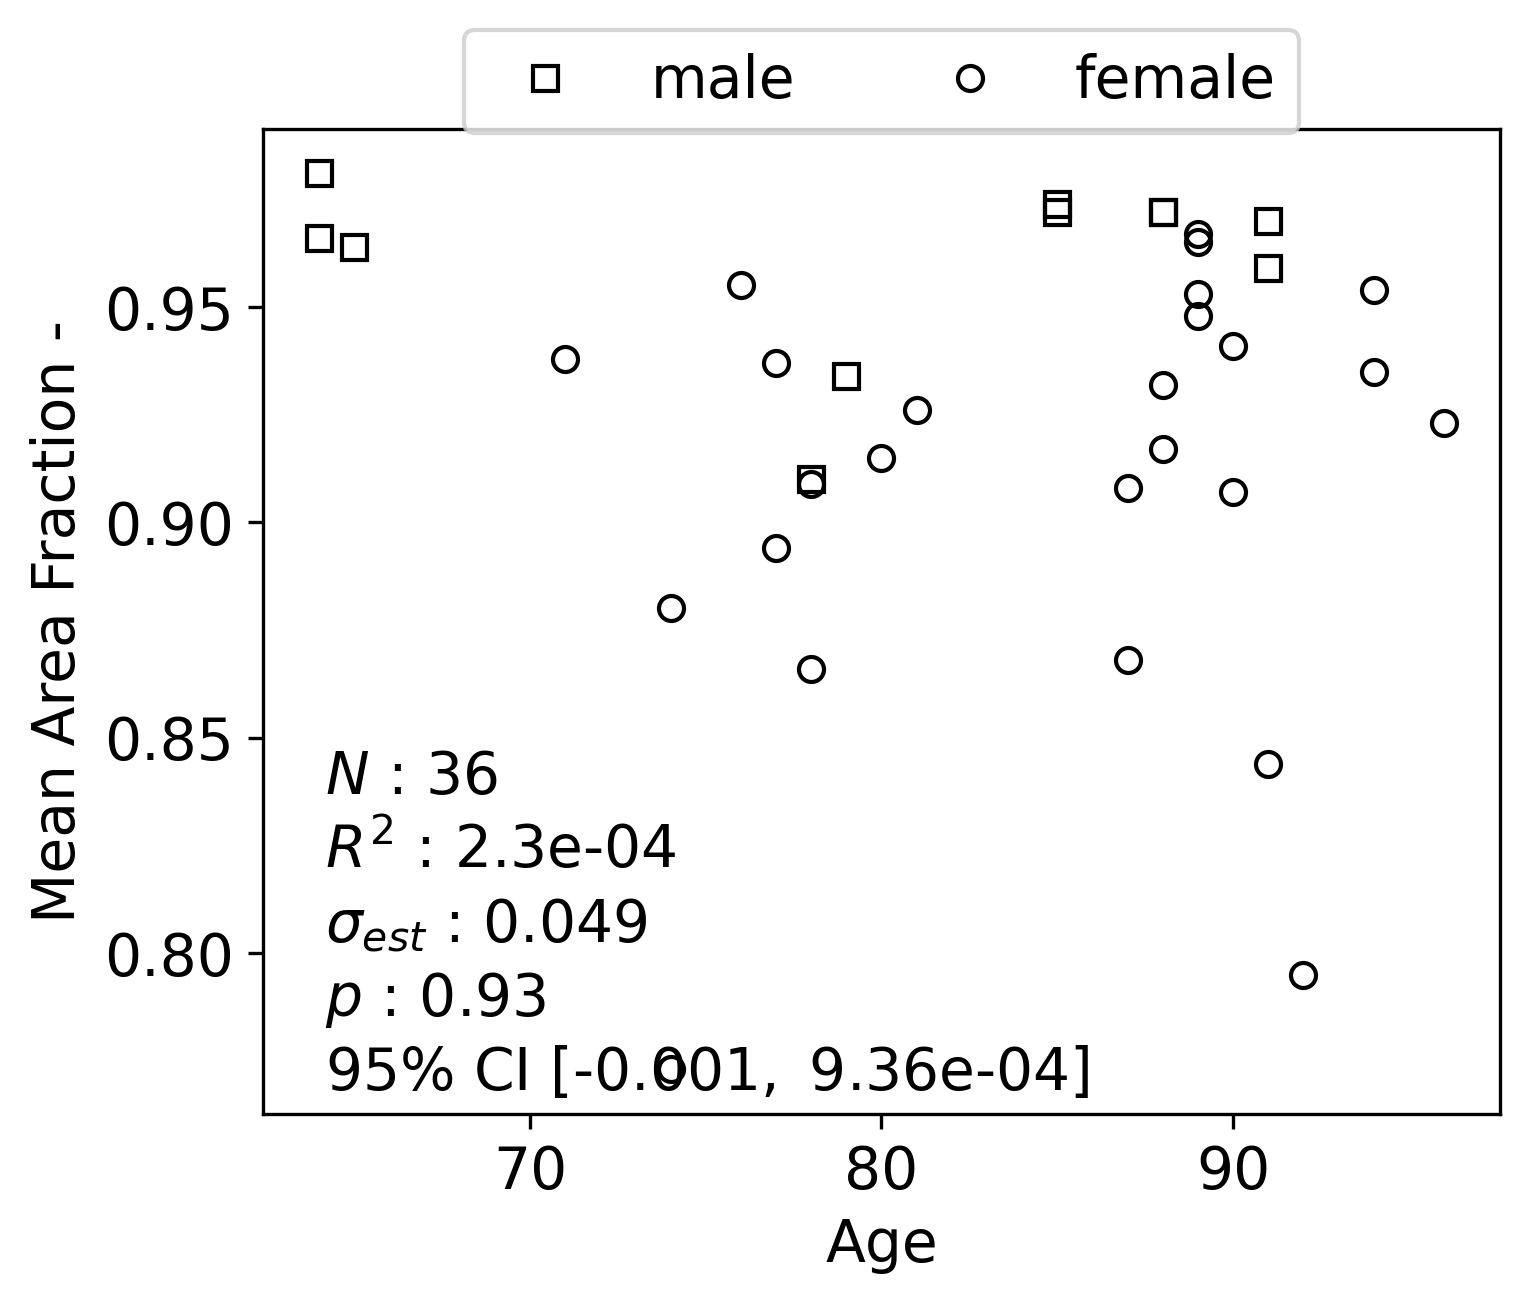 male female
Mean Area Fraction -
0.95
0.90
0.85
0.80
N : 36
R² : 2.3e-04
σest : 0.049
p : 0.93
95% CI [-0.001, 9.36e-04]
70 80 90
Age